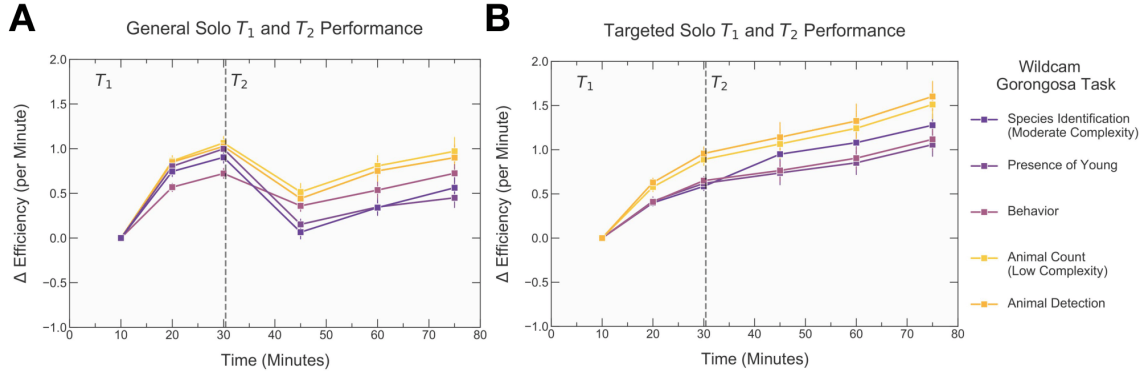 A
General Solo T₁ and T₂ Performance
T₁
T₂
2.0
1.5
1.0
0.5
0.0
−0.5
−1.0
Δ Efficiency (per Minute)
0 10 20 30 40 50 60 70 80
Time (Minutes)
B
Targeted Solo T₁ and T₂ Performance
T₁
T₂
2.0
1.5
1.0
0.5
0.0
−0.5
−1.0
Δ Efficiency (per Minute)
0 10 20 30 40 50 60 70 80
Time (Minutes)
Wildcam
Gorongosa Task
Species Identification
(Moderate Complexity)
Presence of Young
Behavior
Animal Count
(Low Complexity)
Animal Detection